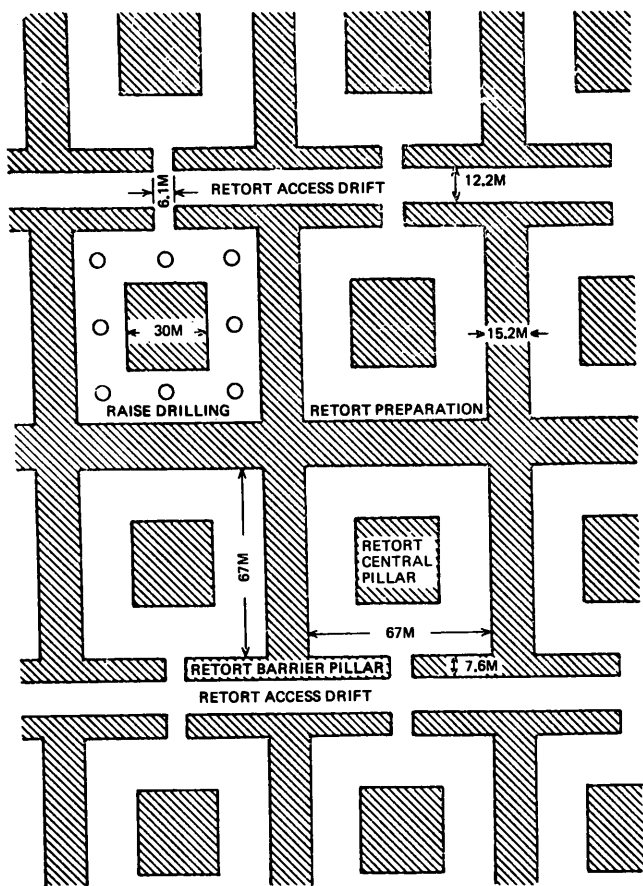 6.1M
RETORT ACCESS DRIFT
12.2M
30M
15.2M
RAISE DRILLING
RETORT PREPARATION
67M
RETORT
CENTRAL
PILLAR
67M
RETORT BARRIER PILLAR
7.6M
RETORT ACCESS DRIFT